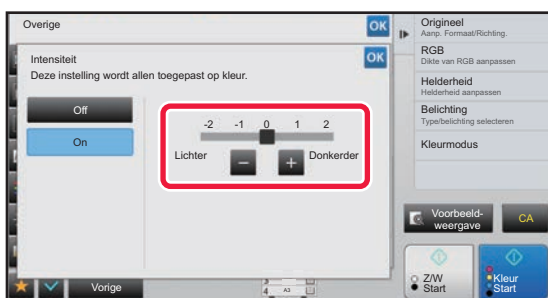 Overige
OK
Intensiteit
OK
Deze instelling wordt allen toegepast op kleur.
Off
On
-2 -1 0 1 2
Lichter
Donkerder
Vorige
3
4 A3
Origineel
Aanp. Formaat/Richting.
RGB
Dikte van RGB aanpassen
Helderheid
Helderheid aanpassen
Belichting
Type/belichting selecteren
Kleurmodus
Voorbeeld-
weergave
CA
Z/W
Start
Kleur
Start